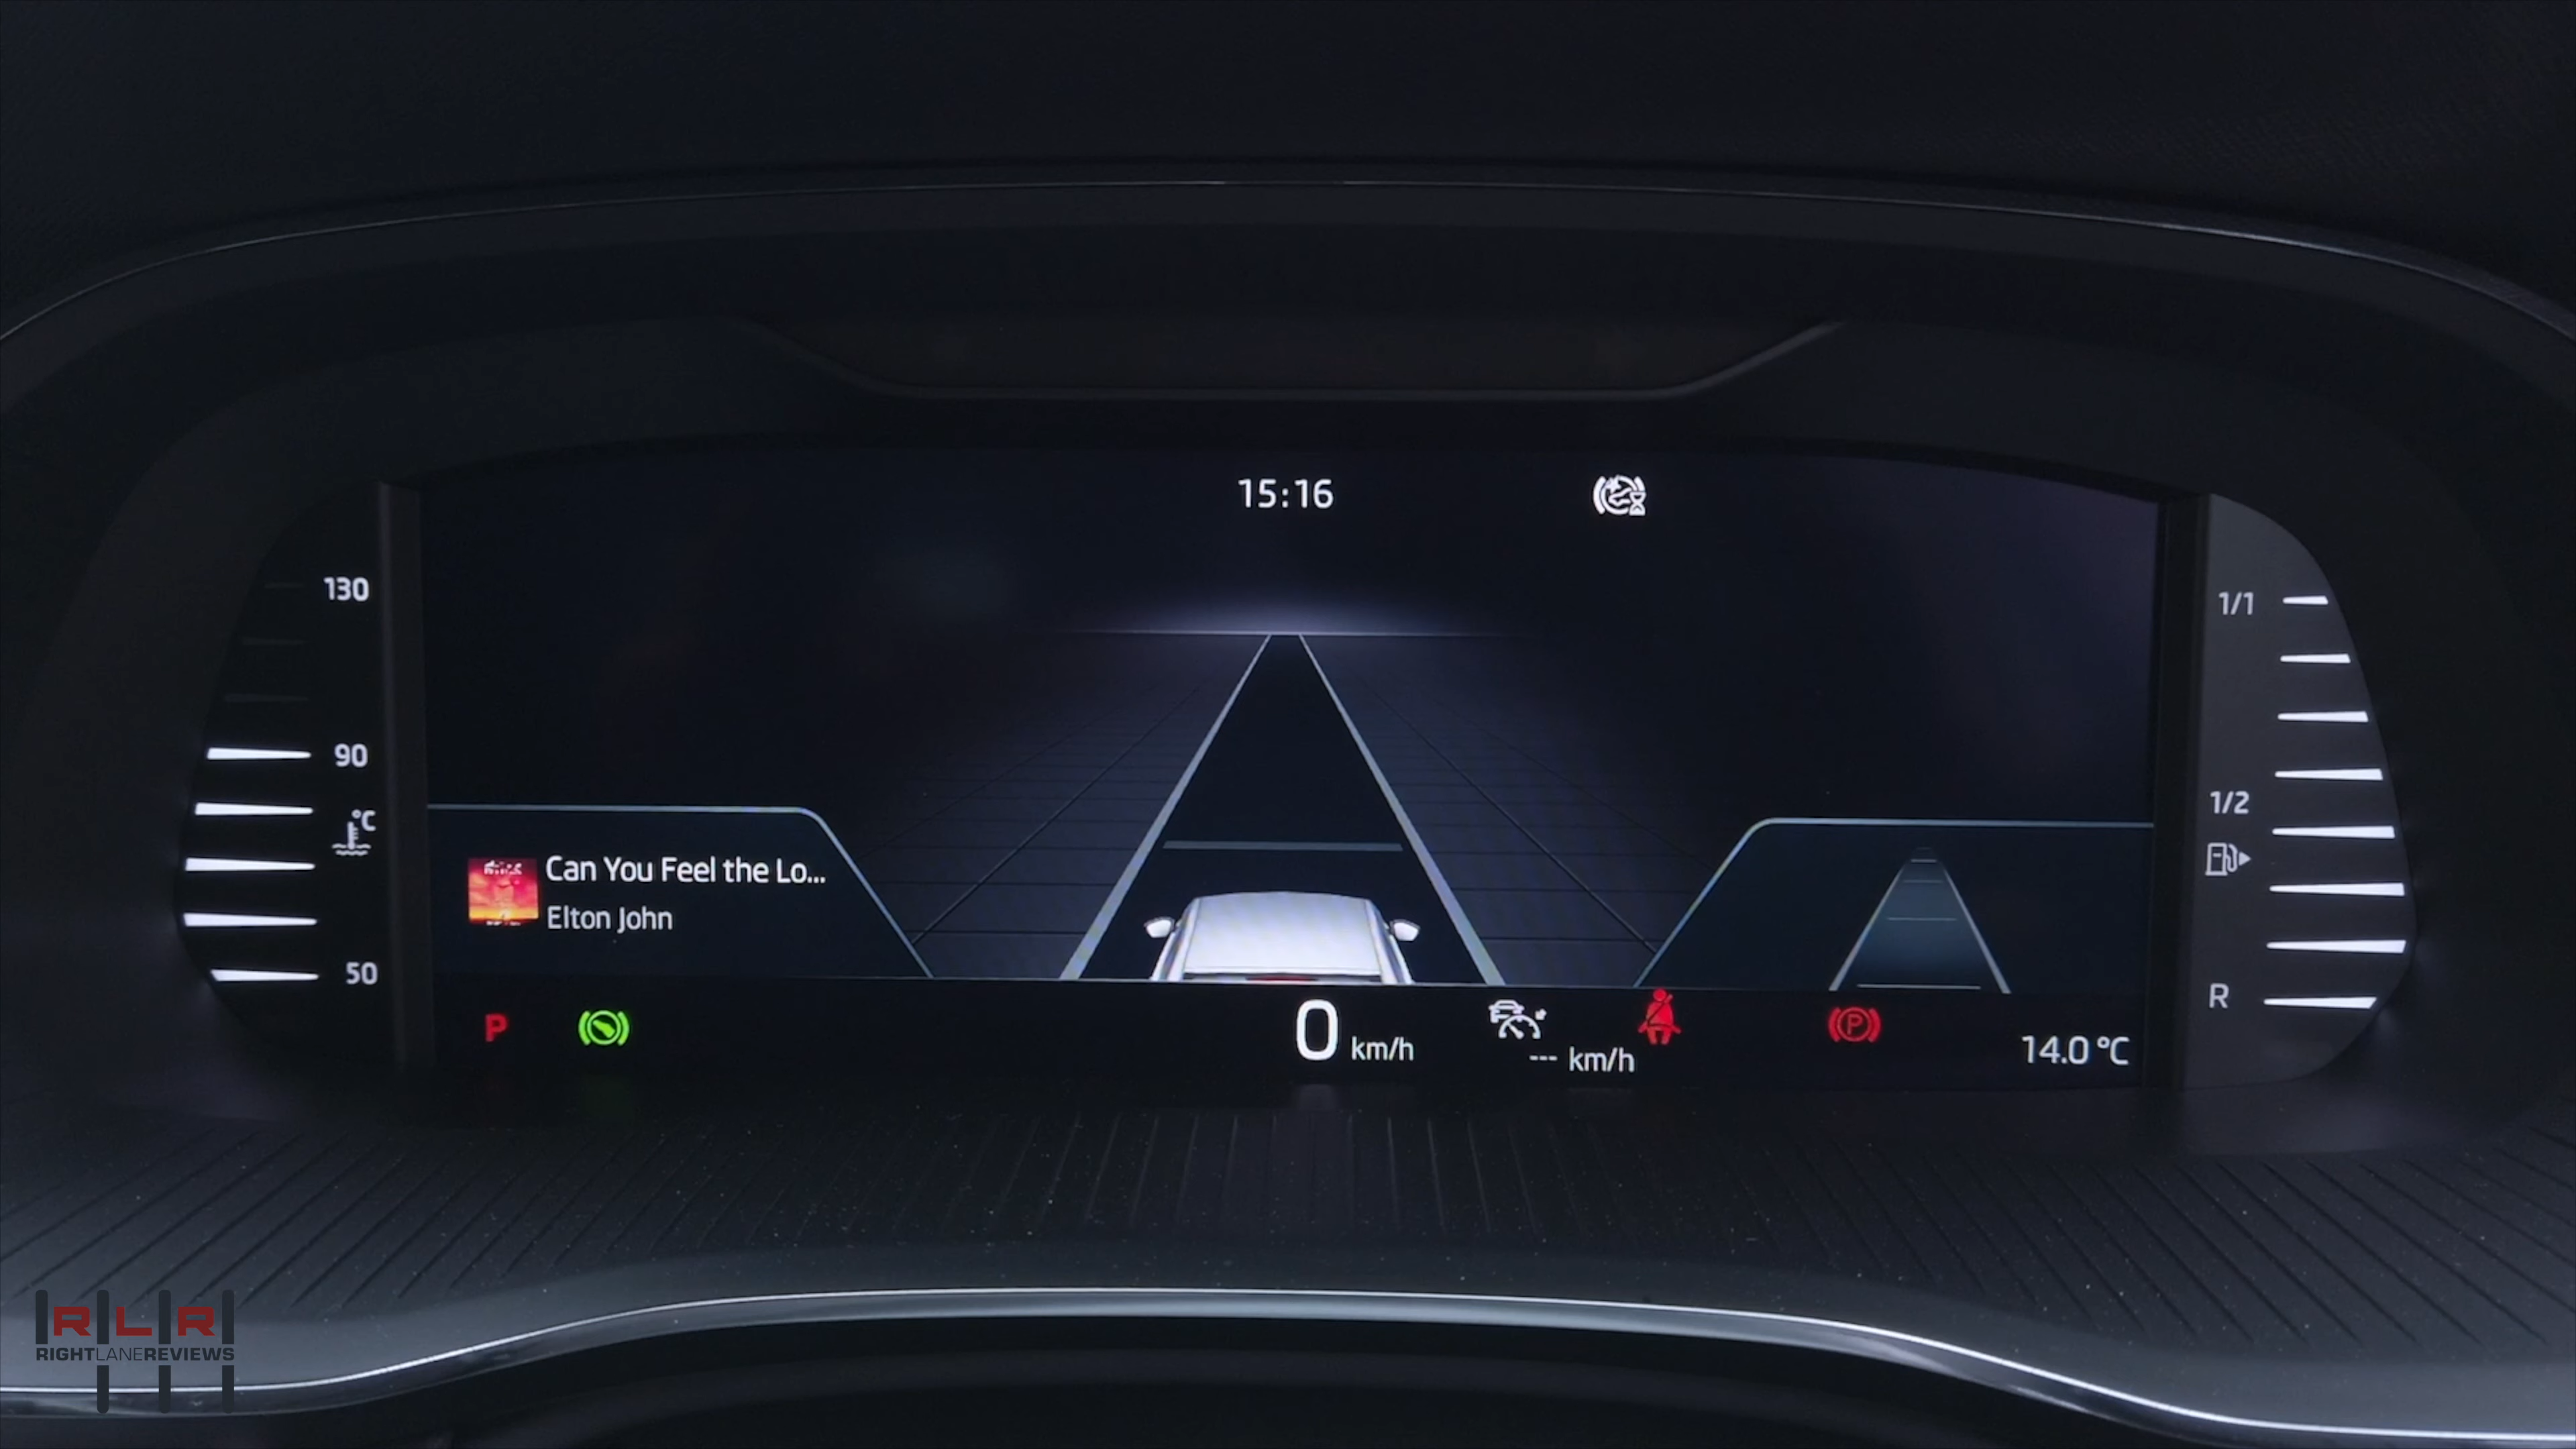 15:16
130
90
°C
50
1/1
1/2
R
Can You Feel the Lo...
Elton John
P
0 km/h
--- km/h
P
14.0 °C
RLR
RIGHTLANEREVIEWS